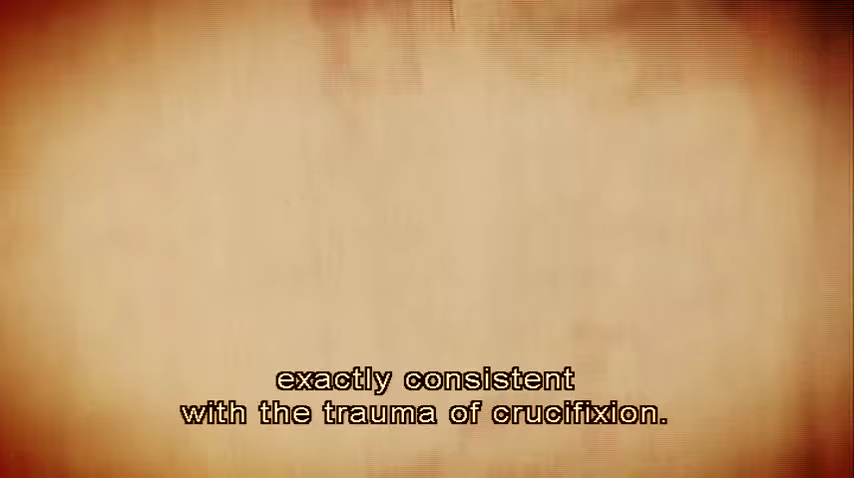 exactly consistent
with the trauma of crucifixion.